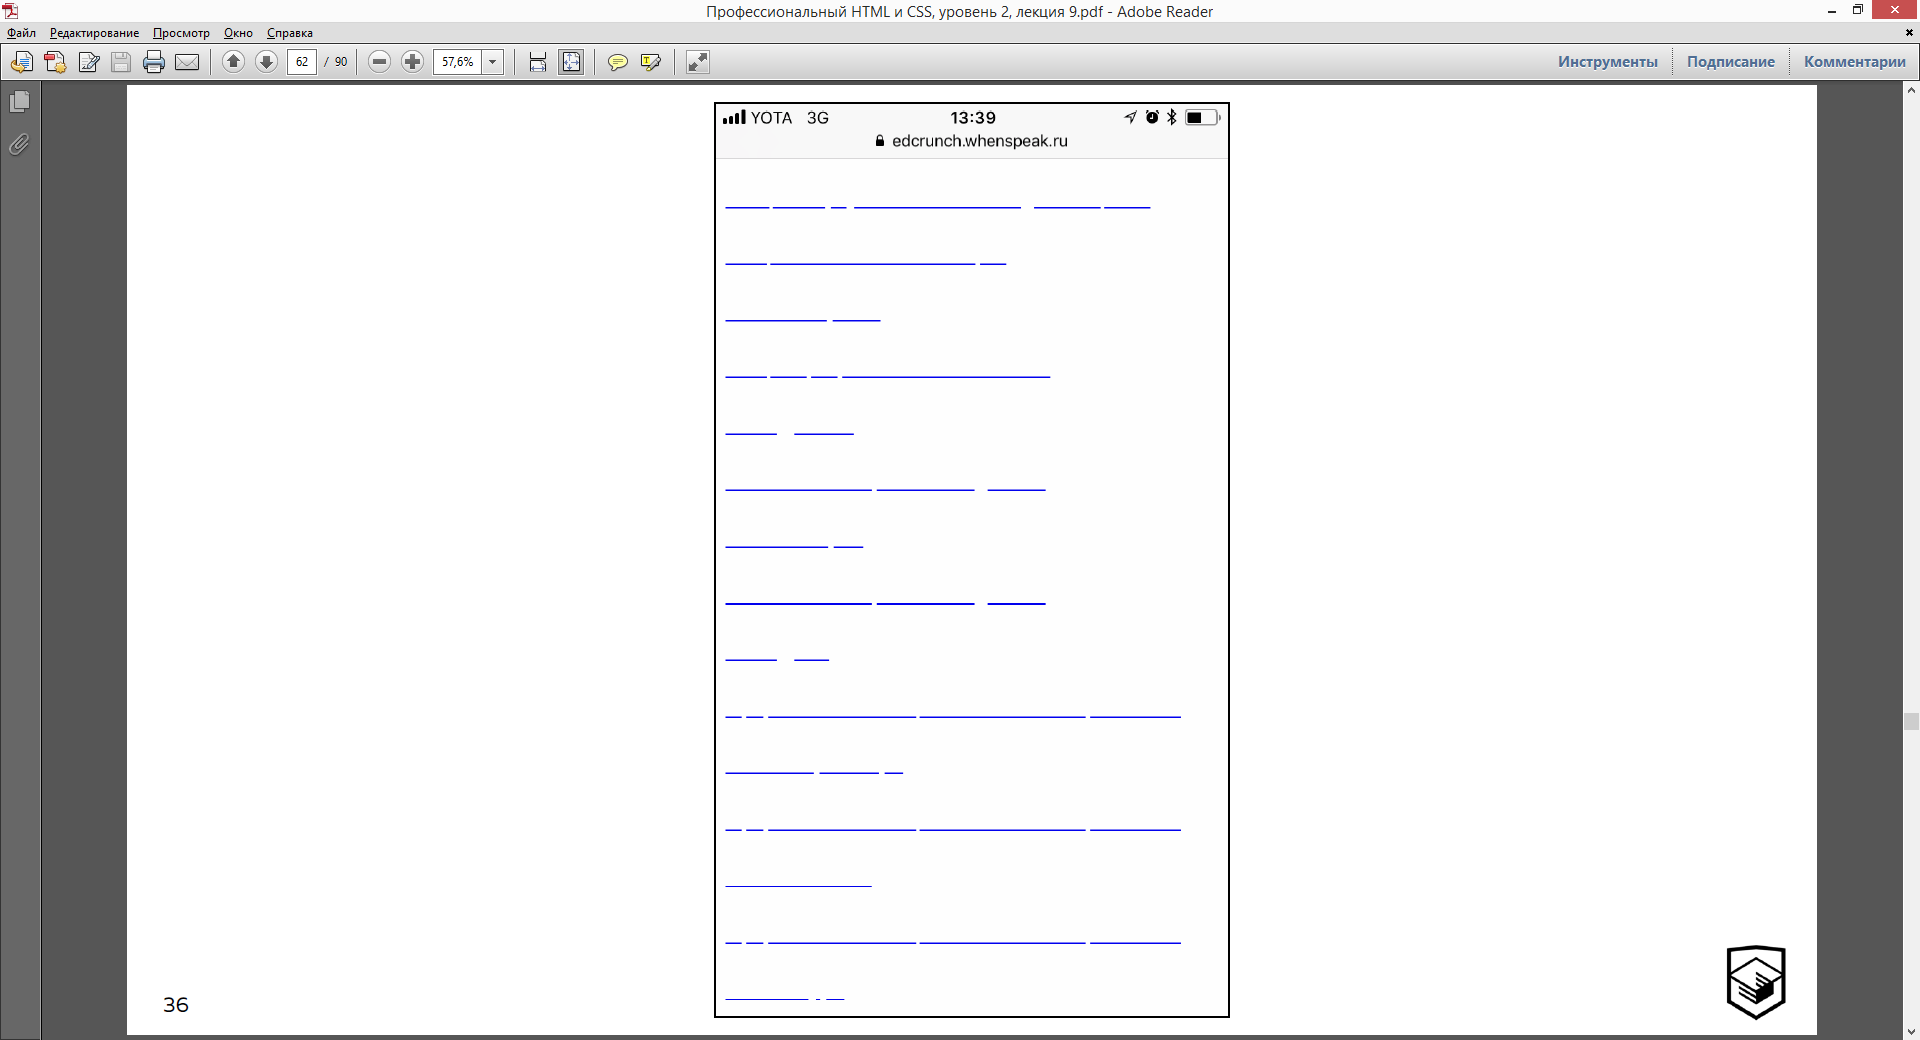 Профессиональный HTML и CSS, уровень 2, лекция 9.pdf - Adobe Reader
Файл Редактирование Просмотр Окно Справка
62 / 90 57,6% Инструменты Подписание Комментарии
YOTA 3G 13:39
edcrunch.whenspeak.ru
36